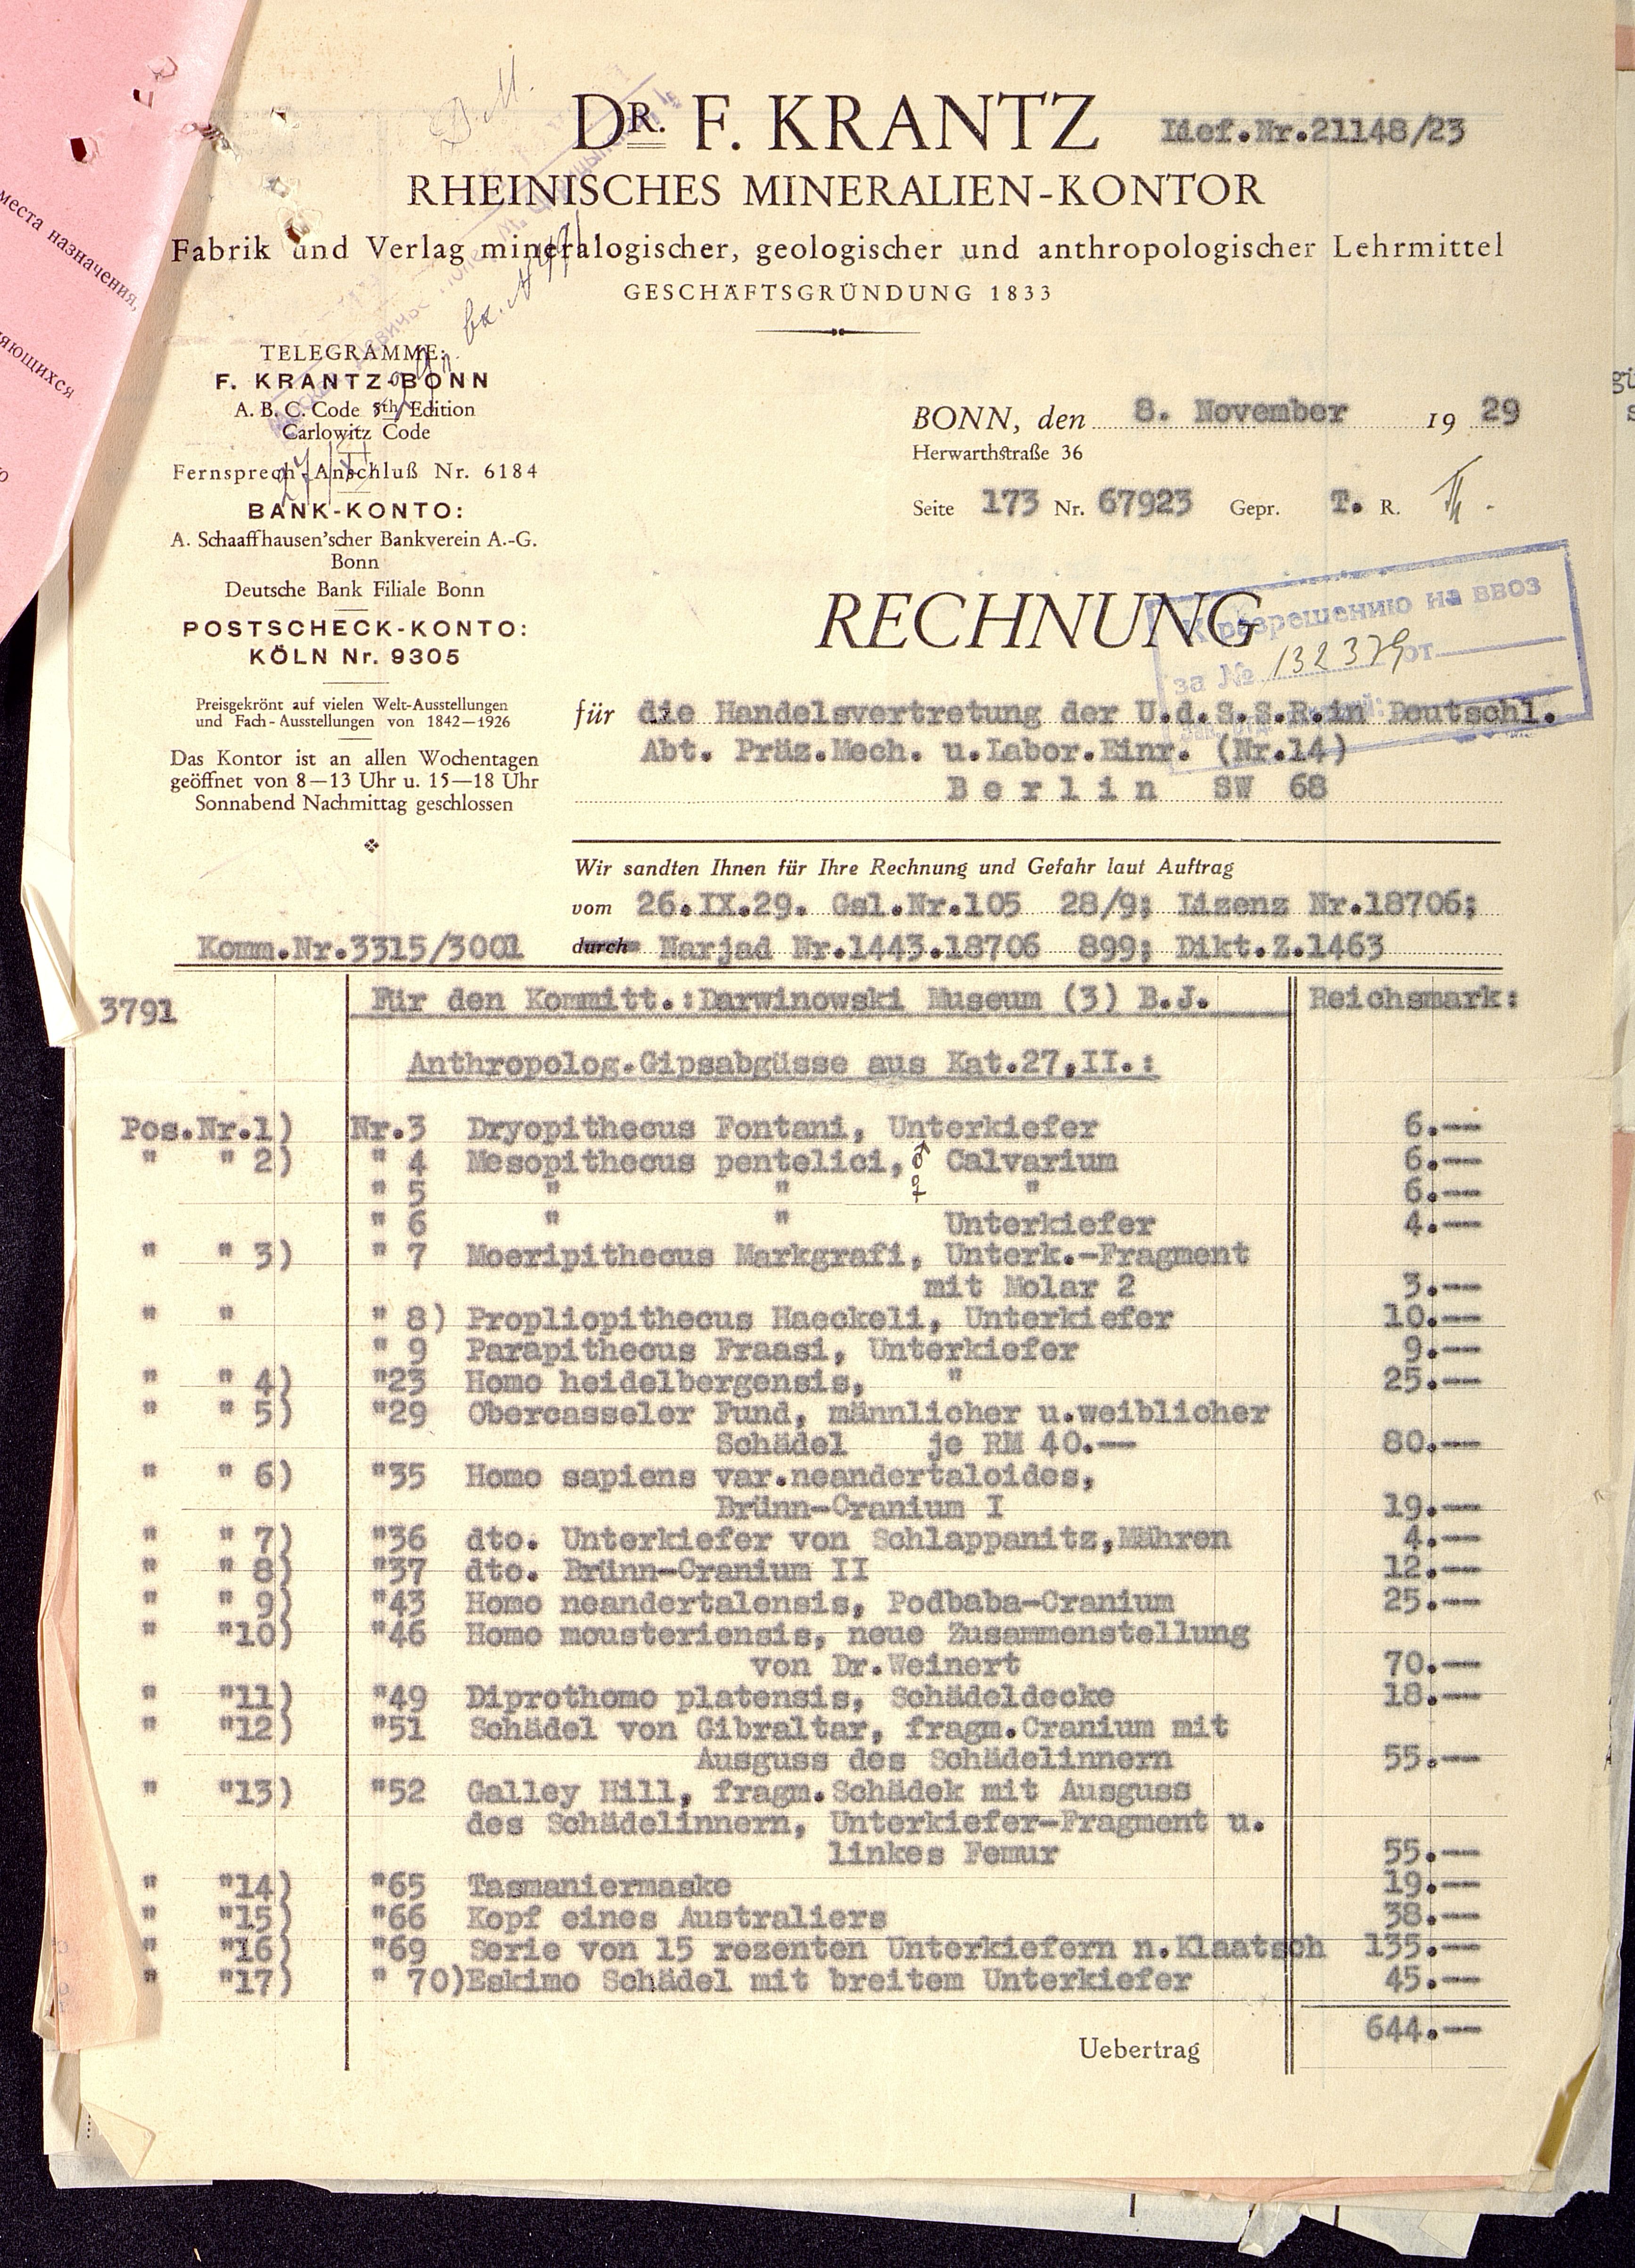 места назначения,
яющихся
D. M.
DR. F. KRANTZ
Lief.Nr.21148/23
RHEINISCHES MINERALIEN-KONTOR
Fabrik und Verlag mineralogischer, geologischer und anthropologischer Lehrmittel
GESCHÄFTSGRÜNDUNG 1833
TELEGRAMME:
F. KRANTZ-BONN
A. B. C. Code 5th Edition
Carlowitz Code
Fernsprech-Anschluß Nr. 6184
BANK-KONTO:
A. Schaaffhausen'scher Bankverein A.-G.
Bonn
Deutsche Bank Filiale Bonn
POSTSCHECK-KONTO:
KÖLN Nr. 9305
Preisgekrönt auf vielen Welt-Ausstellungen
und Fach-Ausstellungen von 1842—1926
Das Kontor ist an allen Wochentagen
geöffnet von 8—13 Uhr u. 15—18 Uhr
Sonnabend Nachmittag geschlossen
BONN, den 8. November 19 29
Herwarthstraße 36
Seite 173 Nr. 67923 Gepr. T. R.
RECHNUNG
К разрешению на ввоз
за № 132379 от
für die Handelsvertretung der U.d.S.S.R.in Deutschl.
Abt. Präz.Mech. u.Labor.Einr. (Nr.14)
Berlin SW 68
Wir sandten Ihnen für Ihre Rechnung und Gefahr laut Auftrag
vom 26.IX.29. Gsl.Nr.105 28/9; Lizenz Nr.18706;
Komm.Nr.3315/3001 durch Narjad Nr.1443.18706 899; Dikt.Z.1463
3791 Für den Kommitt.:Darwinowski Museum (3) B.J. Reichsmark:
Anthropolog.Gipsabgüsse aus Kat.27,II.:
Pos.Nr.1) Nr.3 Dryopithecus Fontani, Unterkiefer 6.--
" " 2) " 4 Mesopithecus pentelici, ♂ Calvarium 6.--
" 5 " " ♀ " 6.--
" 6 " " Unterkiefer 4.--
" " 3) " 7 Moeripithecus Markgrafi, Unterk.-Fragment
mit Molar 2 3.--
" " " 8) Propliopithecus Haeckeli, Unterkiefer 10.--
" 9 Parapithecus Fraasi, Unterkiefer 9.--
" " 4) "23 Homo heidelbergensis, " 25.--
" " 5) "29 Obercasseler Fund, männlicher u.weiblicher
Schädel je RM 40.-- 80.--
" " 6) "35 Homo sapiens var.neandertaloides,
Brünn-Cranium I 19.--
" " 7) "36 dto. Unterkiefer von Schlappanitz,Mähren 4.--
" " 8) "37 dto. Brünn-Cranium II 12.--
" " 9) "43 Homo neandertalensis, Podbaba-Cranium 25.--
" "10) "46 Homo mousteriensis, neue Zusammenstellung
von Dr.Weinert 70.--
" "11) "49 Diprothomo platensis, Schädeldecke 18.--
" "12) "51 Schädel von Gibraltar, fragm.Cranium mit
Ausguss des Schädelinnern 55.--
" "13) "52 Galley Hill, fragm.Schädek mit Ausguss
des Schädelinnern, Unterkiefer-Fragment u.
linkes Femur 55.--
" "14) "65 Tasmaniermaske 19.--
" "15) "66 Kopf eines Australiers 38.--
" "16) "69 Serie von 15 rezenten Unterkiefern n.Klaatsch 135.--
" "17) " 70)Eskimo Schädel mit breitem Unterkiefer 45.--
644.--
Uebertrag